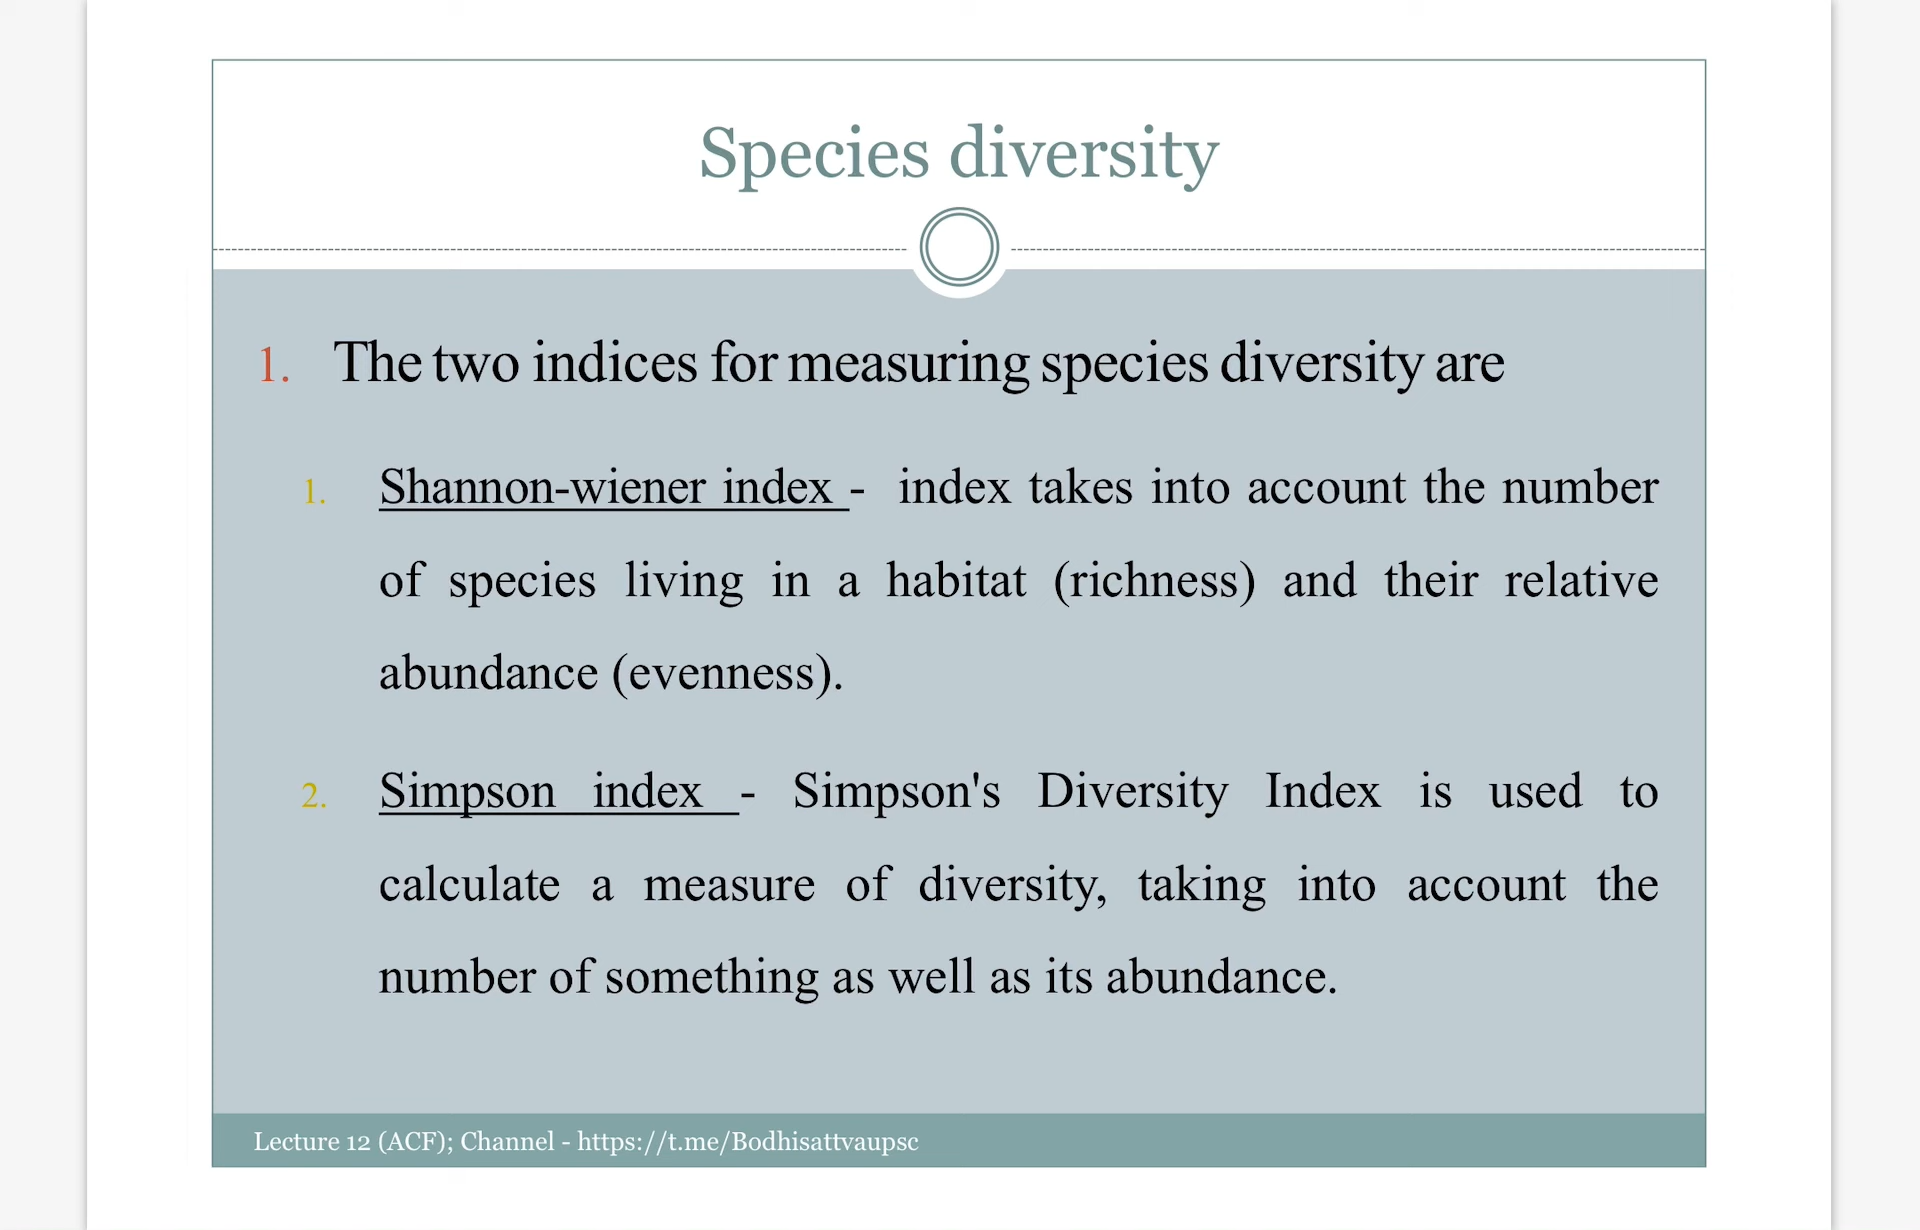 Species diversity
1. The two indices for measuring species diversity are
1. Shannon-wiener index - index takes into account the number
of species living in a habitat (richness) and their relative
abundance (evenness).
2. Simpson index - Simpson's Diversity Index is used to
calculate a measure of diversity, taking into account the
number of something as well as its abundance.
Lecture 12 (ACF); Channel - https://t.me/Bodhisattvaupsc